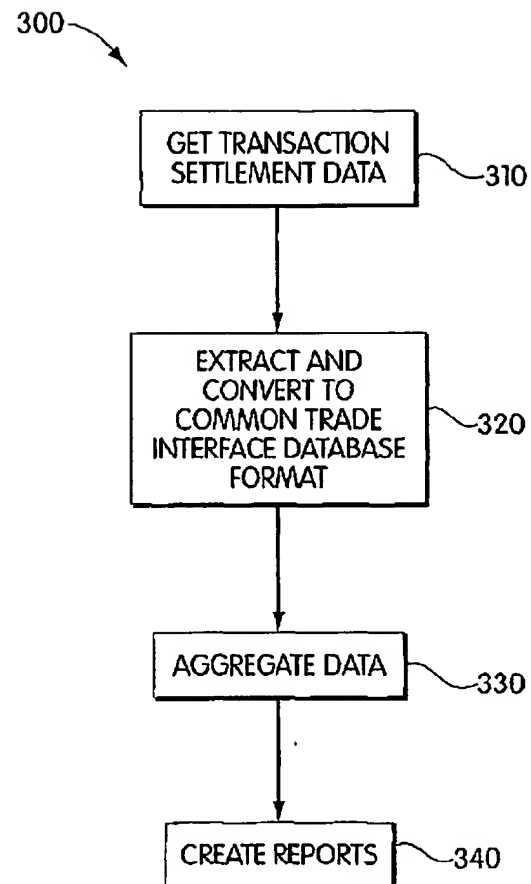 300
GET TRANSACTION
SETTLEMENT DATA
310
EXTRACT AND
CONVERT TO
COMMON TRADE
INTERFACE DATABASE
FORMAT
320
AGGREGATE DATA
330
CREATE REPORTS
340